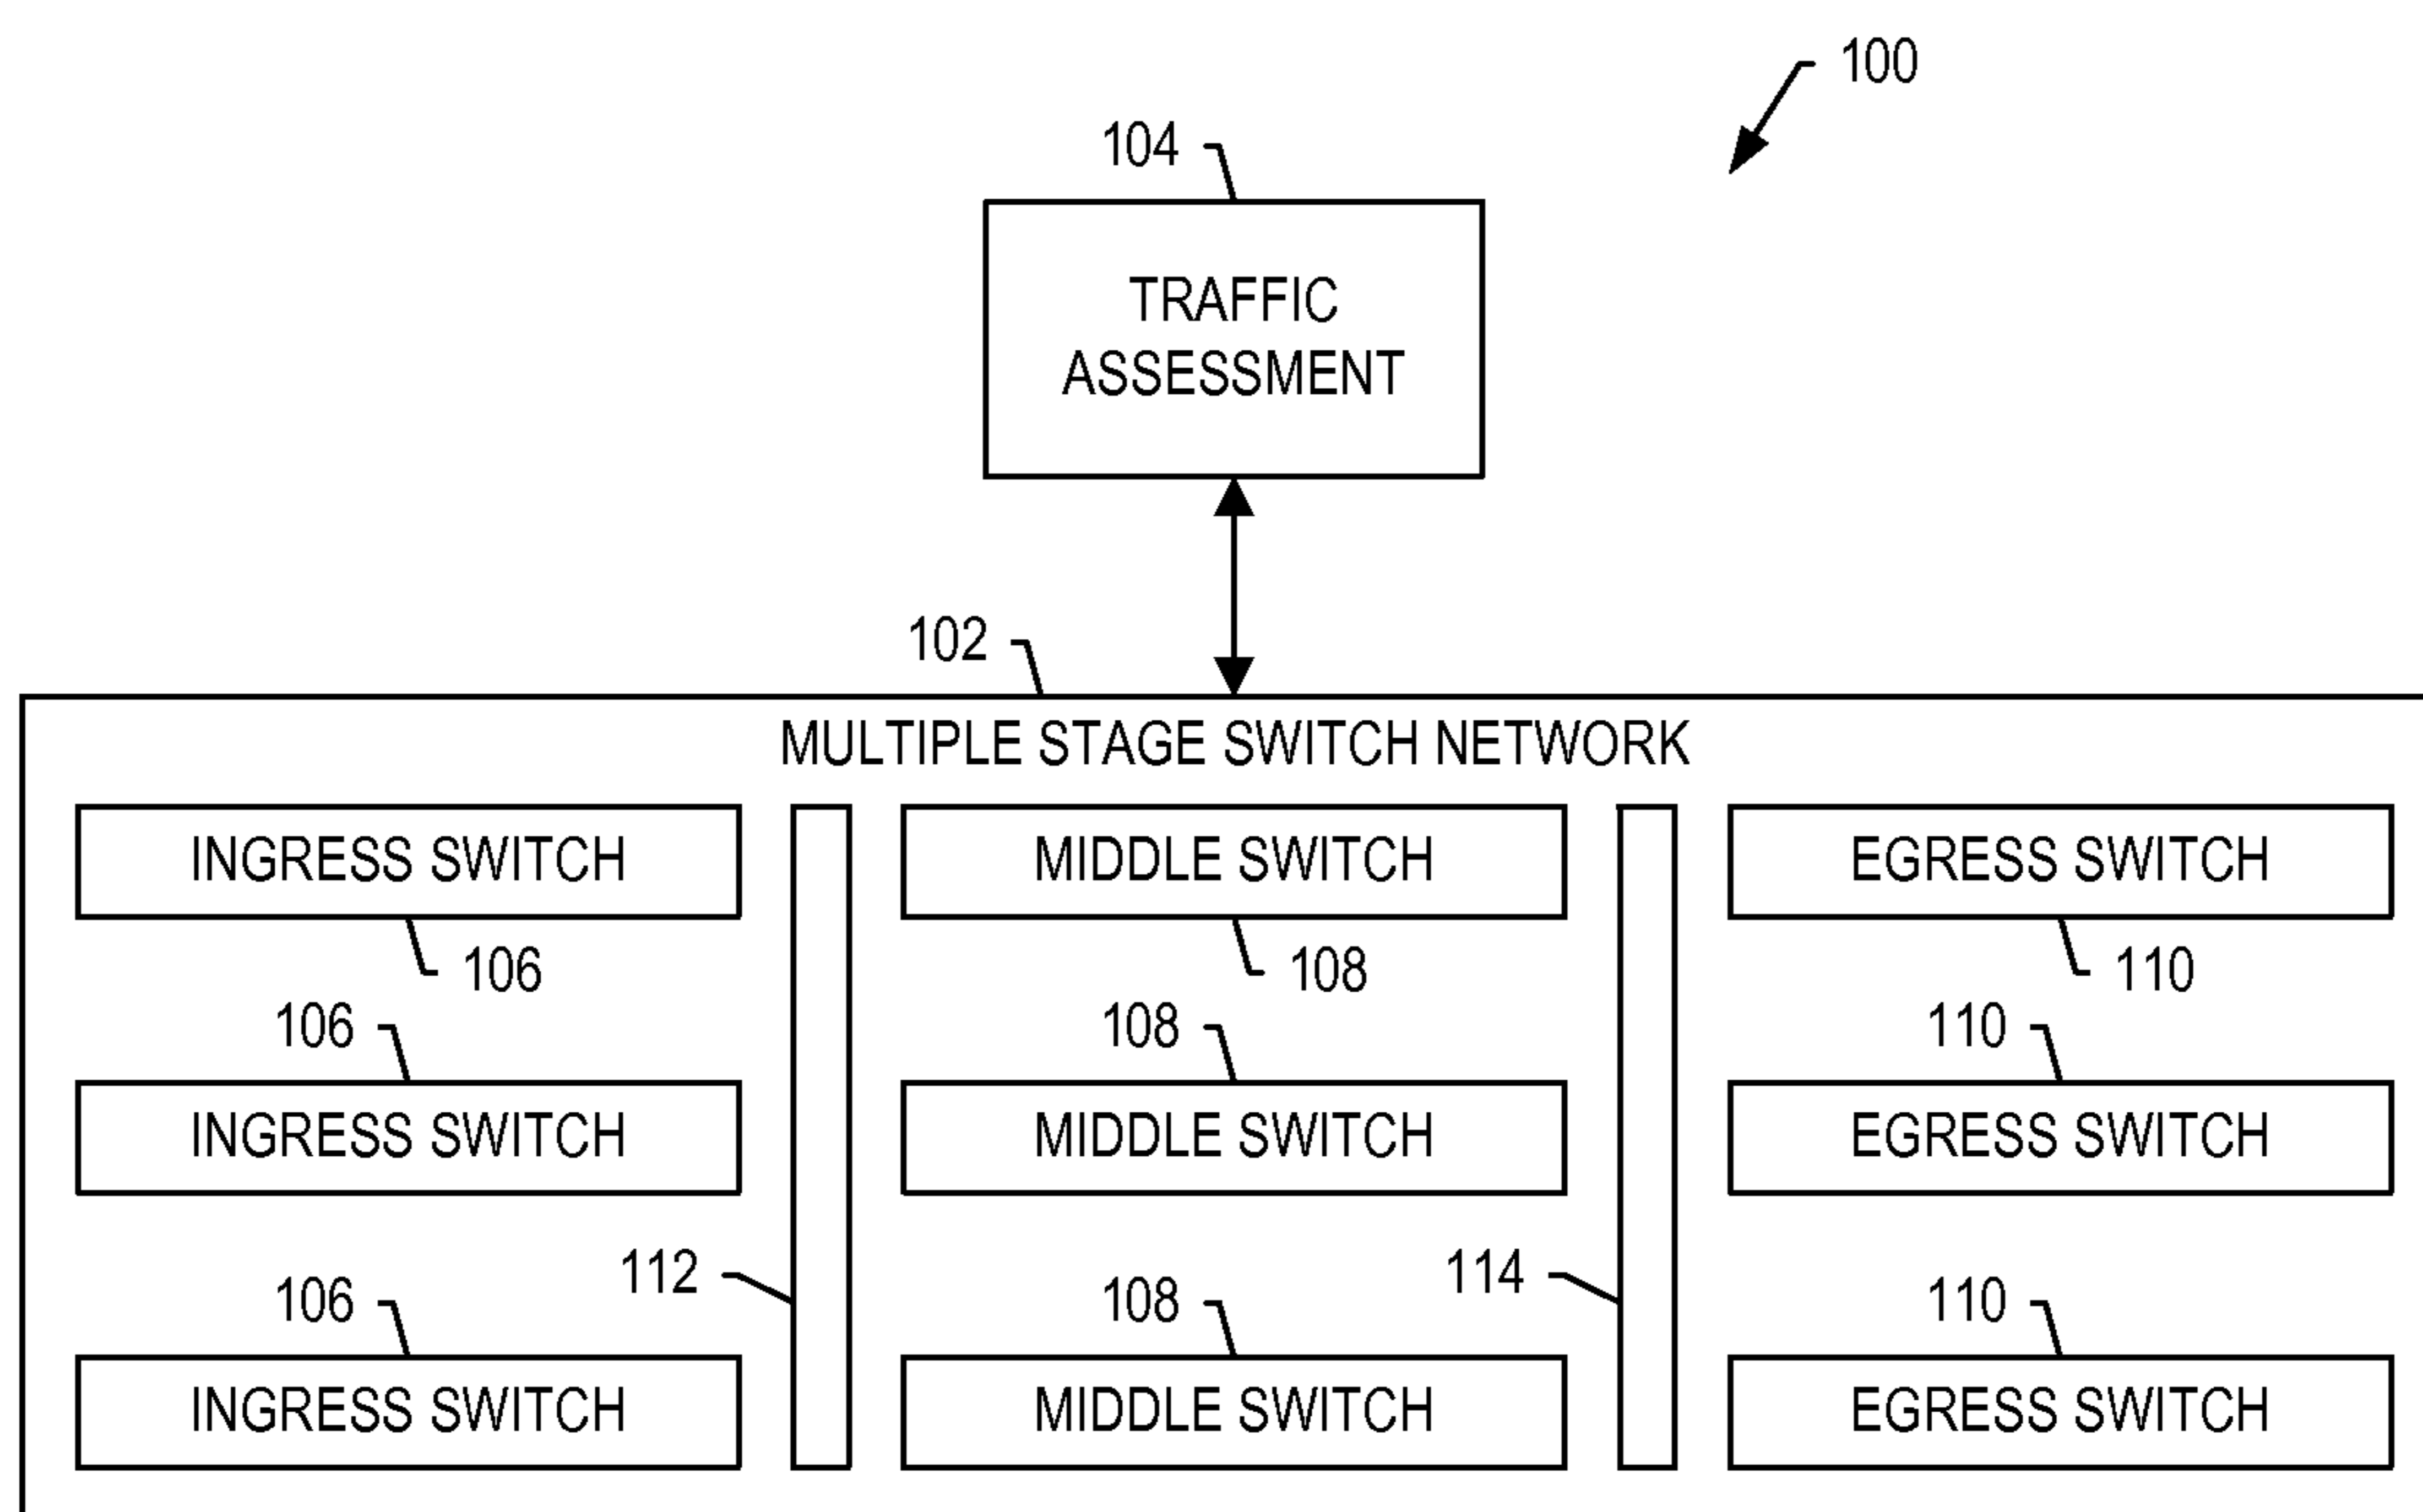 100
104
TRAFFIC
ASSESSMENT
102
MULTIPLE STAGE SWITCH NETWORK
INGRESS SWITCH
MIDDLE SWITCH
EGRESS SWITCH
106
108
110
106
108
110
INGRESS SWITCH
MIDDLE SWITCH
EGRESS SWITCH
112
114
106
108
110
INGRESS SWITCH
MIDDLE SWITCH
EGRESS SWITCH